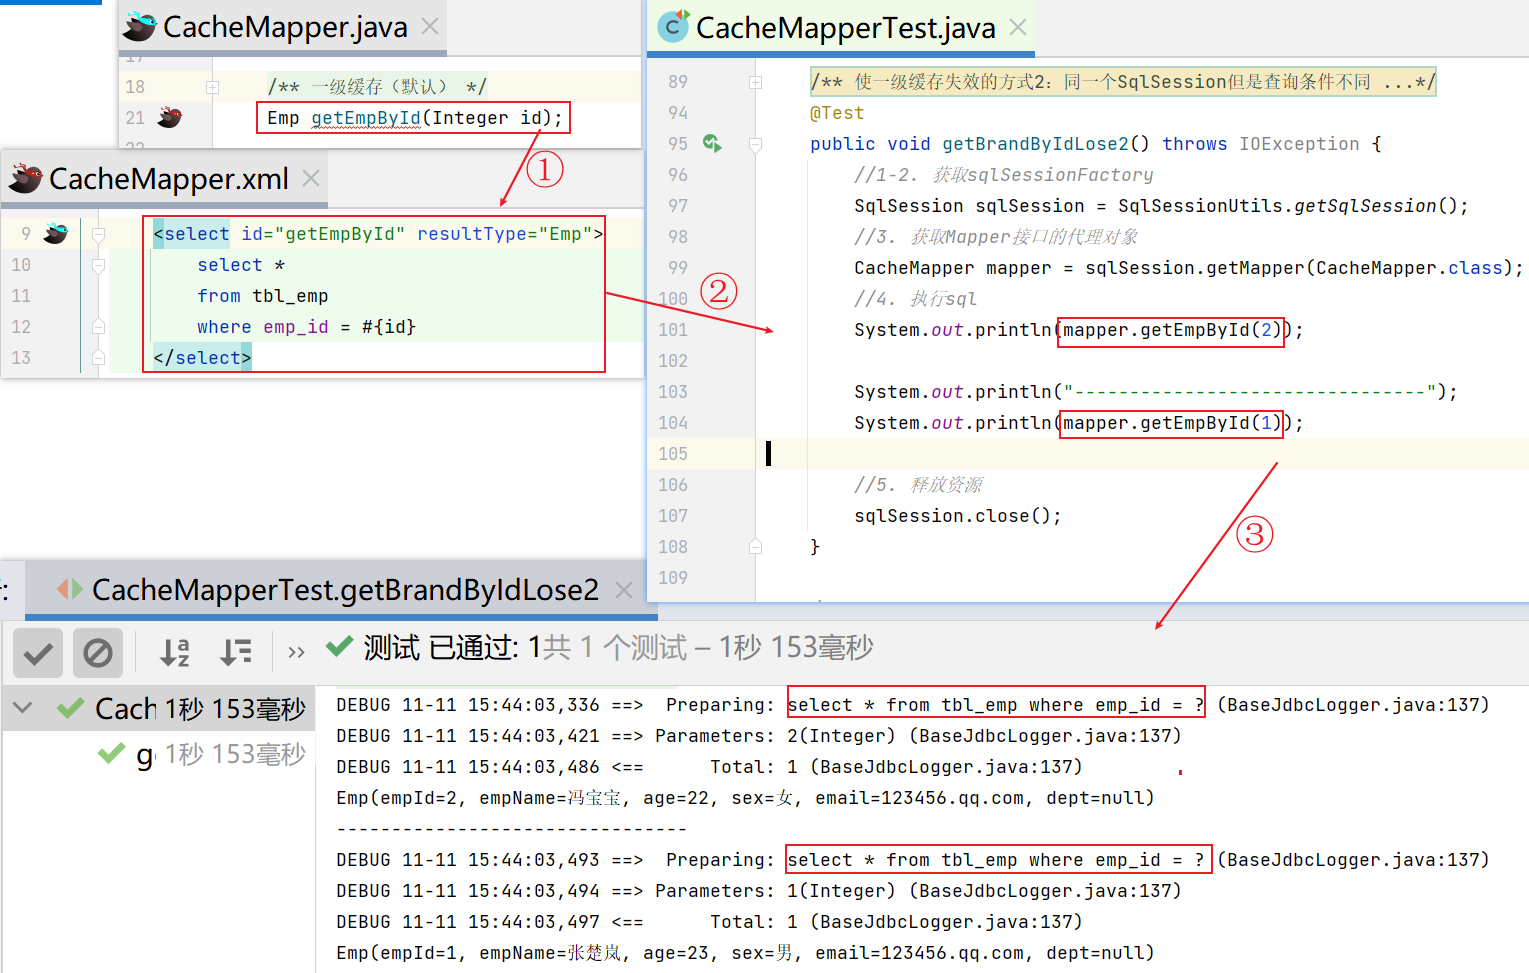 CacheMapper.java
17
18 /** 一级缓存（默认） */
21 Emp getEmpById(Integer id);
22
①
CacheMapper.xml
9 <select id="getEmpById" resultType="Emp">
10 select *
11 from tbl_emp
12 where emp_id = #{id}
13 </select>
②
CacheMapperTest.java
89 /** 使一级缓存失效的方式2: 同一个SqlSession但是查询条件不同 ...*/
94 @Test
95 public void getBrandByIdLose2() throws IOException {
96 //1-2. 获取sqlSessionFactory
97 SqlSession sqlSession = SqlSessionUtils.getSqlSession();
98 //3. 获取Mapper接口的代理对象
99 CacheMapper mapper = sqlSession.getMapper(CacheMapper.class);
100 //4. 执行sql
101 System.out.println(mapper.getEmpById(2));
102
103 System.out.println("--------------------------------");
104 System.out.println(mapper.getEmpById(1));
105
106 //5. 释放资源
107 sqlSession.close();
108 }
109
③
: CacheMapperTest.getBrandByIdLose2
» 测试 已通过: 1共 1 个测试 – 1秒 153毫秒
Cach 1秒 153毫秒
g 1秒 153毫秒
DEBUG 11-11 15:44:03,336 ==>  Preparing: select * from tbl_emp where emp_id = ? (BaseJdbcLogger.java:137)
DEBUG 11-11 15:44:03,421 ==> Parameters: 2(Integer) (BaseJdbcLogger.java:137)
DEBUG 11-11 15:44:03,486 <==      Total: 1 (BaseJdbcLogger.java:137)
Emp(empId=2, empName=冯宝宝, age=22, sex=女, email=123456.qq.com, dept=null)
--------------------------------
DEBUG 11-11 15:44:03,493 ==>  Preparing: select * from tbl_emp where emp_id = ? (BaseJdbcLogger.java:137)
DEBUG 11-11 15:44:03,494 ==> Parameters: 1(Integer) (BaseJdbcLogger.java:137)
DEBUG 11-11 15:44:03,497 <==      Total: 1 (BaseJdbcLogger.java:137)
Emp(empId=1, empName=张楚岚, age=23, sex=男, email=123456.qq.com, dept=null)